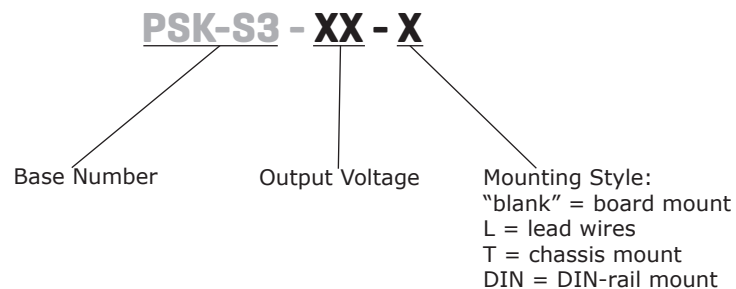 PSK-S3 - XX - X
Base Number
Output Voltage
Mounting Style:
“blank” = board mount
L = lead wires
T = chassis mount
DIN = DIN-rail mount